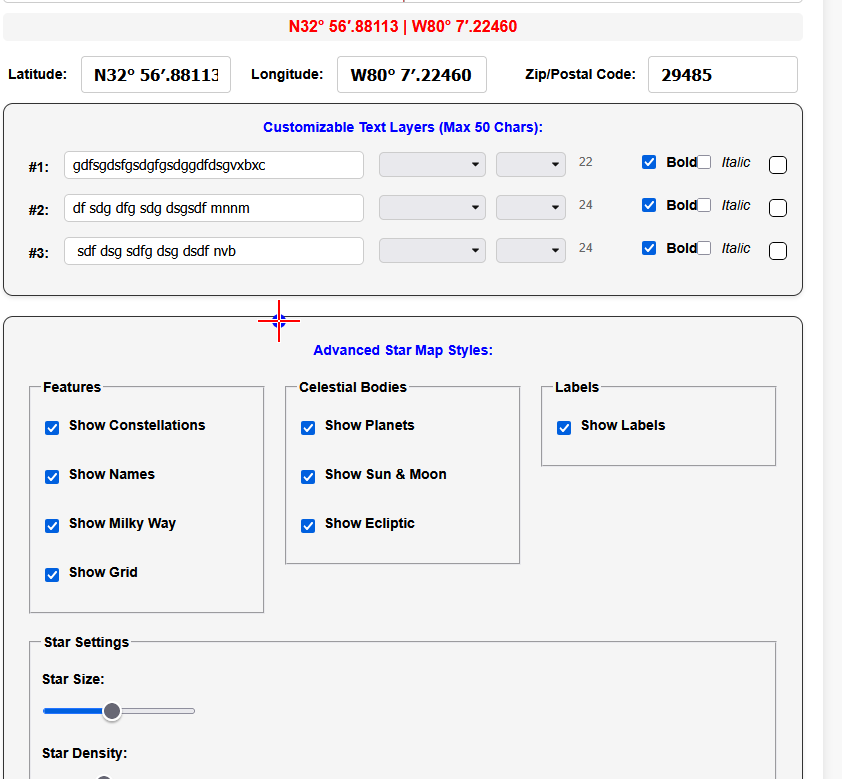 N32° 56′.88113 | W80° 7′.22460
Latitude: N32° 56′.88113 Longitude: W80° 7′.22460 Zip/Postal Code: 29485
Customizable Text Layers (Max 50 Chars):
#1: gdfsgdsfgsdgfgsdggdfdsgvxbxc 22 Bold Italic
#2: df sdg dfg sdg dsgsdf mnnm 24 Bold Italic
#3: sdf dsg sdfg dsg dsdf nvb 24 Bold Italic
Advanced Star Map Styles:
Features
Show Constellations
Show Names
Show Milky Way
Show Grid
Celestial Bodies
Show Planets
Show Sun & Moon
Show Ecliptic
Labels
Show Labels
Star Settings
Star Size:
Star Density: